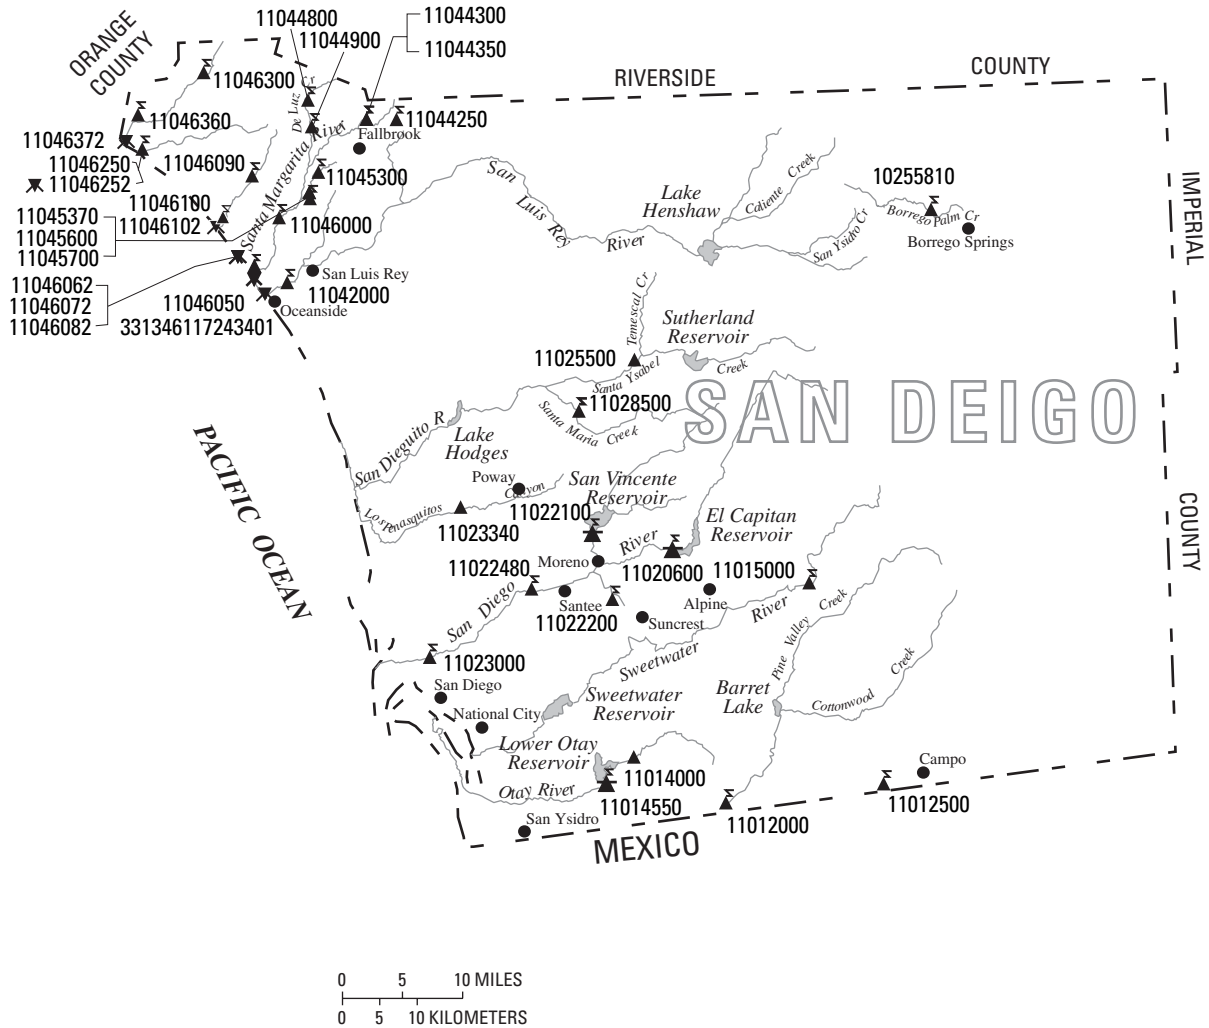 11044800
11044900
11044300
11044350
ORANGE
COUNTY
RIVERSIDE
COUNTY
11046300
De Luz Cr
11046360
11044250
Fallbrook
11046372
11046250
11046252
11046090
11045300
Santa Margarita River
11046100
11046102
11046000
11045370
11045600
11045700
San Luis Rey River
Lake
Henshaw
Caliente Creek
San Ysidro Cr
10255810
Borrego Palm Cr
Borrego Springs
IMPERIAL
COUNTY
San Luis Rey
11042000
Oceanside
11046062
11046072
11046082
11046050
331346117243401
Temescal Cr
Sutherland
Reservoir
11025500
Santa Ysabel Creek
11028500
Santa Maria Creek
SAN DEIGO
San Dieguito R
Lake
Hodges
PACIFIC OCEAN
Poway
Los Penasquitos Canyon
11023340
San Vincente
Reservoir
11022100
El Capitan
Reservoir
Moreno
San Diego River
11022480
11020600
11015000
Santee
11022200
Alpine
Suncrest
Sweetwater River
Pine Valley Creek
11023000
San Diego
National City
Sweetwater
Reservoir
Barret
Lake
Cottonwood Creek
Lower Otay
Reservoir
11014000
Otay River
11014550
San Ysidro
11012000
Campo
11012500
MEXICO
0 5 10 MILES
0 5 10 KILOMETERS